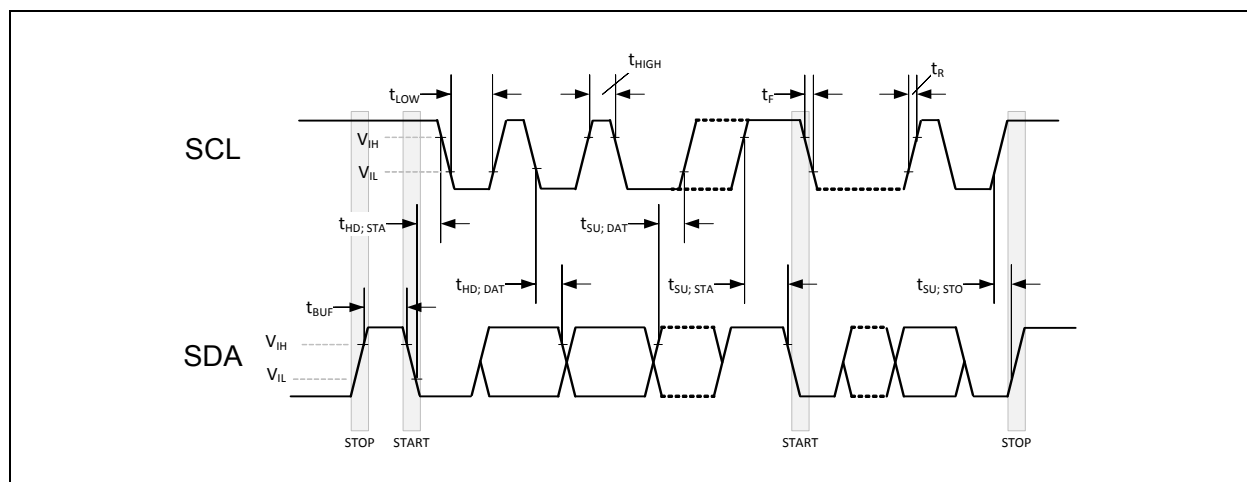 tHIGH
tR
tLOW
tF
VIH
SCL
VIL
tHD; STA
tSU; DAT
tHD; DAT
tSU; STA
tSU; STO
tBUF
VIH
SDA
VIL
STOP
START
START
STOP